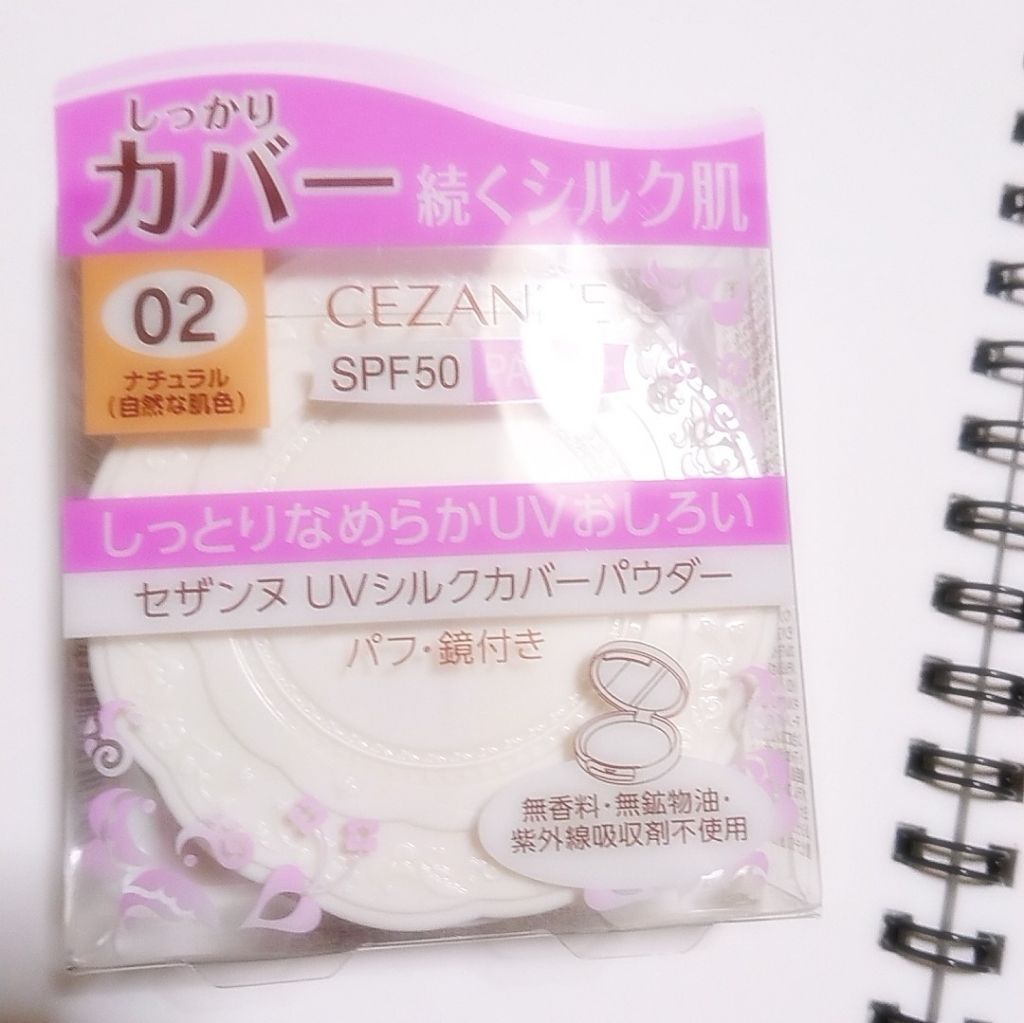 しっかり
カバー 続くシルク肌
02
ナチュラル
(自然な肌色)
CEZANNE
SPF50
しっとりなめらかUVおしろい
セザンヌ UVシルクカバーパウダー
パフ・鏡付き
無香料・無鉱物油・
紫外線吸収剤不使用